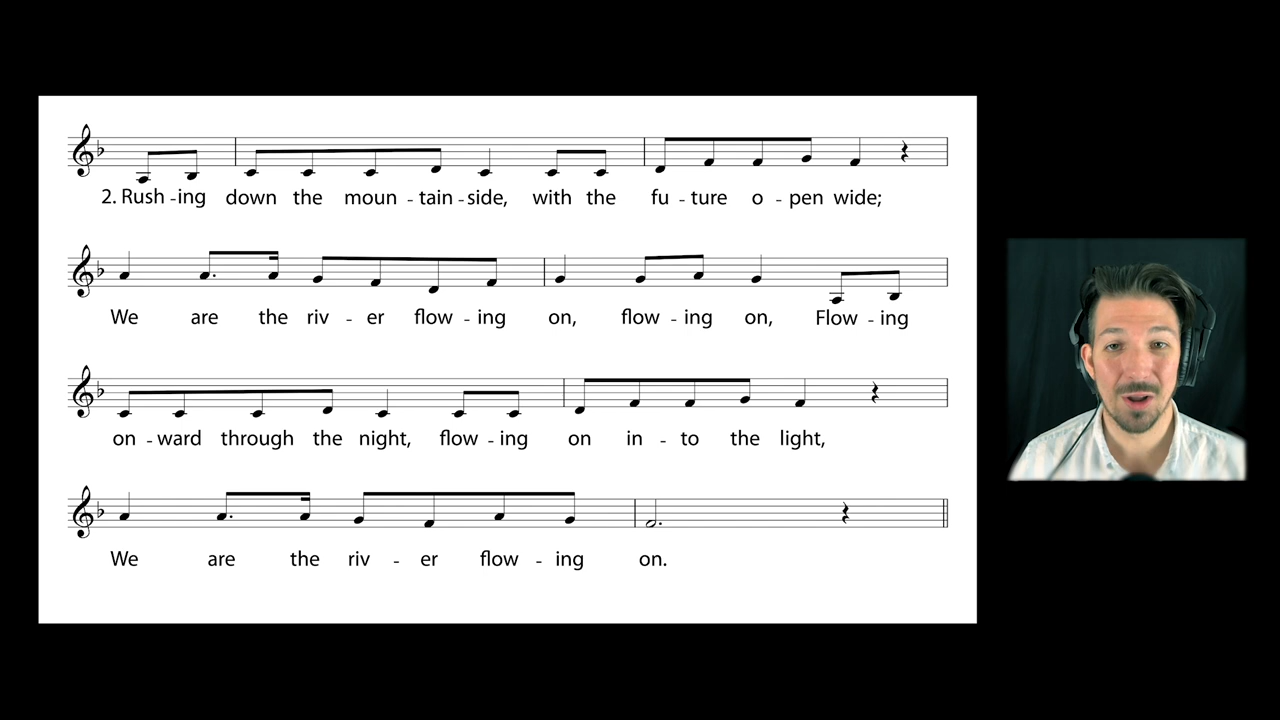 2. Rush - ing down the moun - tain - side, with the fu - ture o - pen wide;
We are the riv - er flow - ing on, flow - ing on, Flow - ing
on - ward through the night, flow - ing on in - to the light,
We are the riv - er flow - ing on.